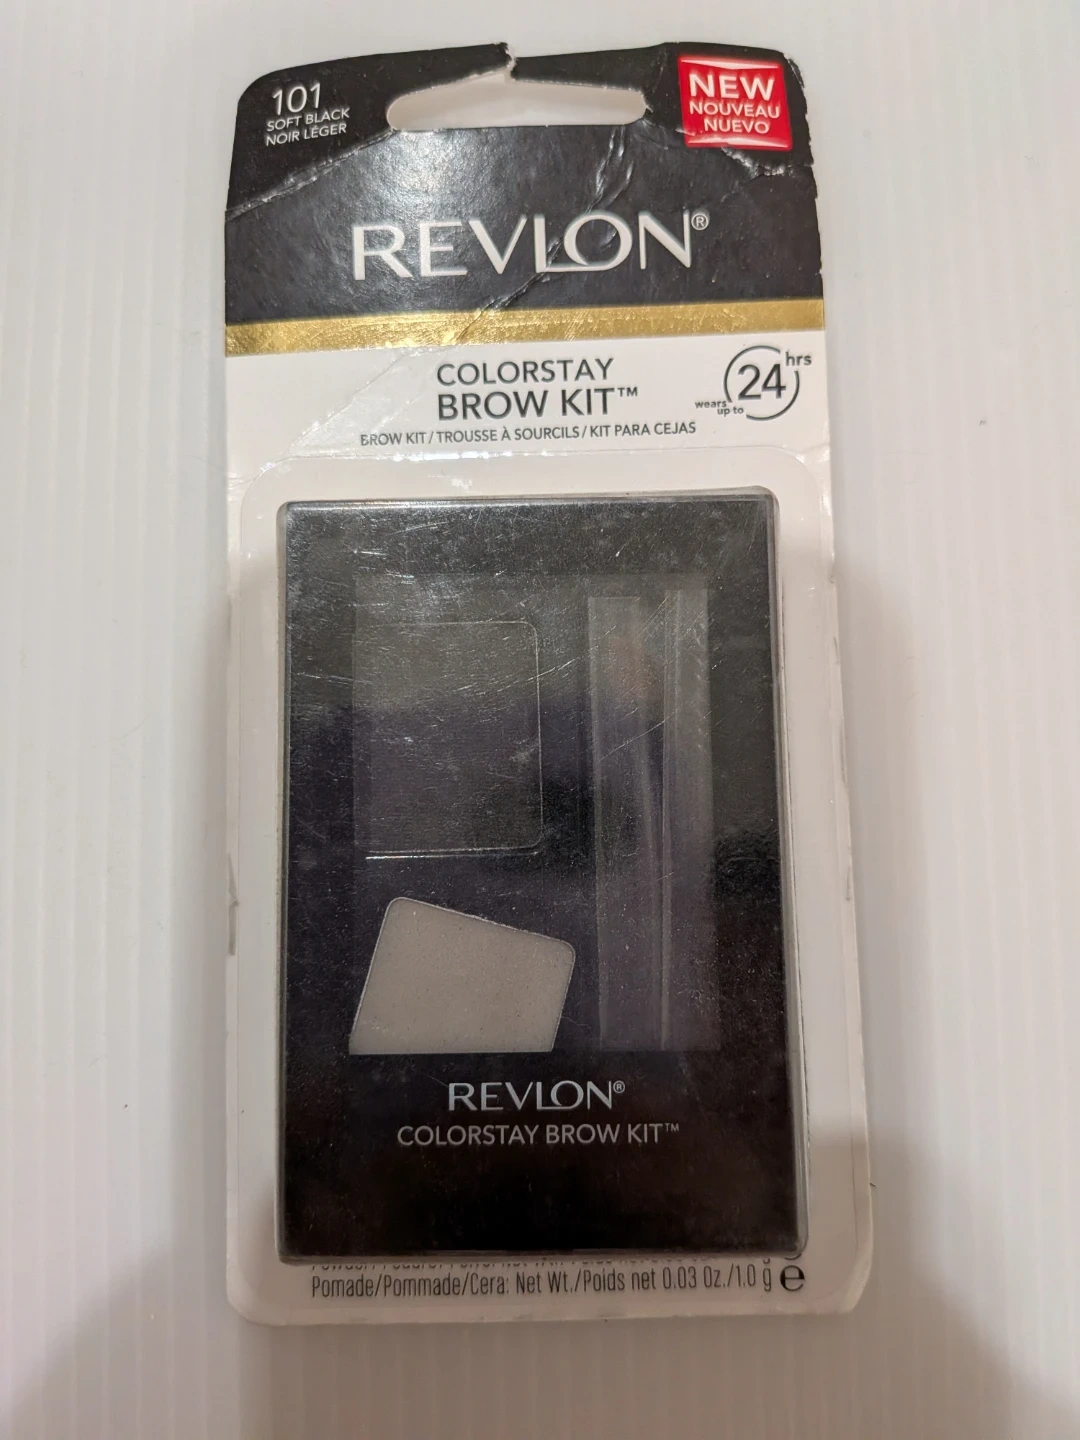 101
SOFT BLACK
NOIR LÉGER
NEW
NOUVEAU
NUEVO
REVLON®
COLORSTAY
BROW KIT™
BROW KIT / TROUSSE À SOURCILS / KIT PARA CEJAS
wears up to 24 hrs
REVLON®
COLORSTAY BROW KIT™
Pomade/Pommade/Cera: Net Wt./Poids net 0.03 Oz./1.0 g ℮